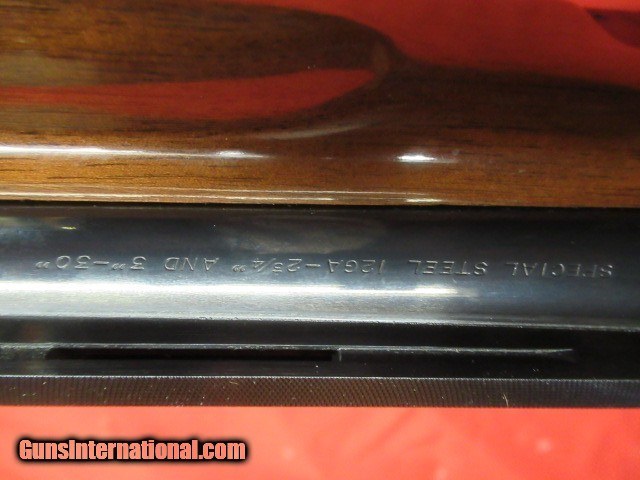 SPECIAL STEEL 12GA-2¾" AND 3"-30"
GunsInternational.com